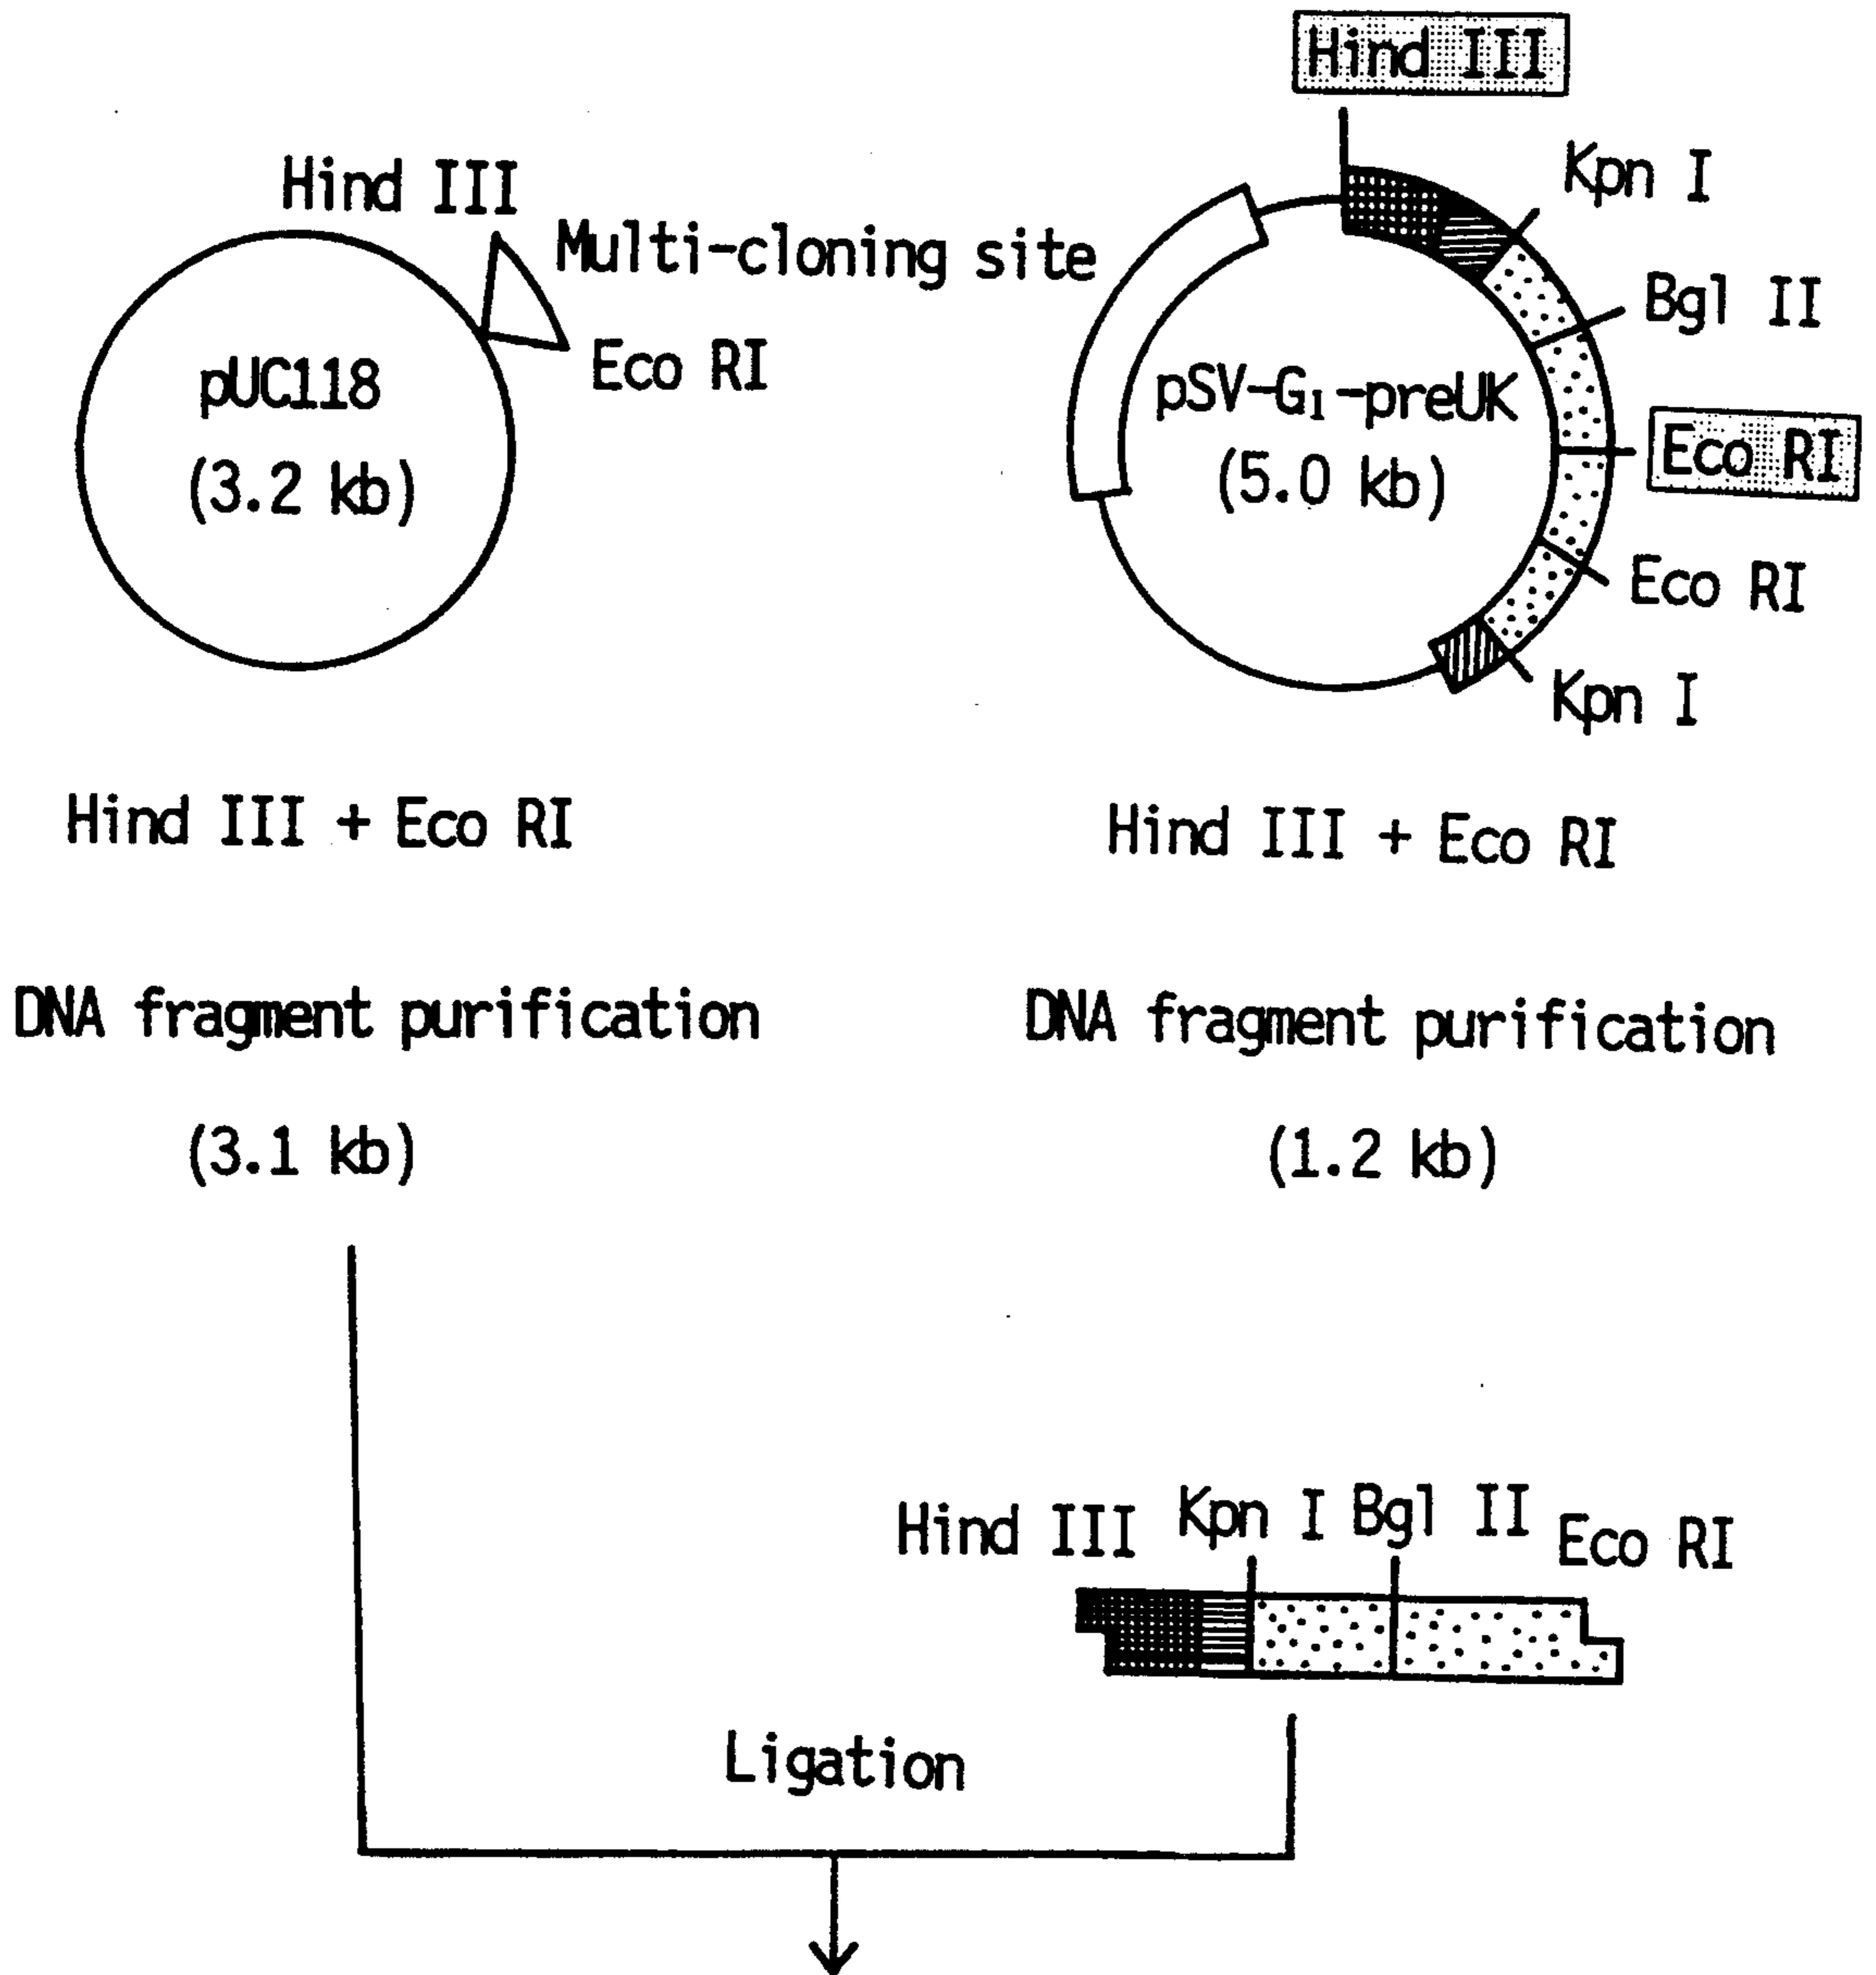 Hind III
Multi-cloning site
Eco RI
pUC118
(3.2 kb)
Hind III + Eco RI
DNA fragment purification
(3.1 kb)
Hind III
Kpn I
Bgl II
Eco RI
Eco RI
Kpn I
pSV-GI-preUK
(5.0 kb)
Hind III + Eco RI
DNA fragment purification
(1.2 kb)
Hind III Kpn I Bgl II Eco RI
Ligation